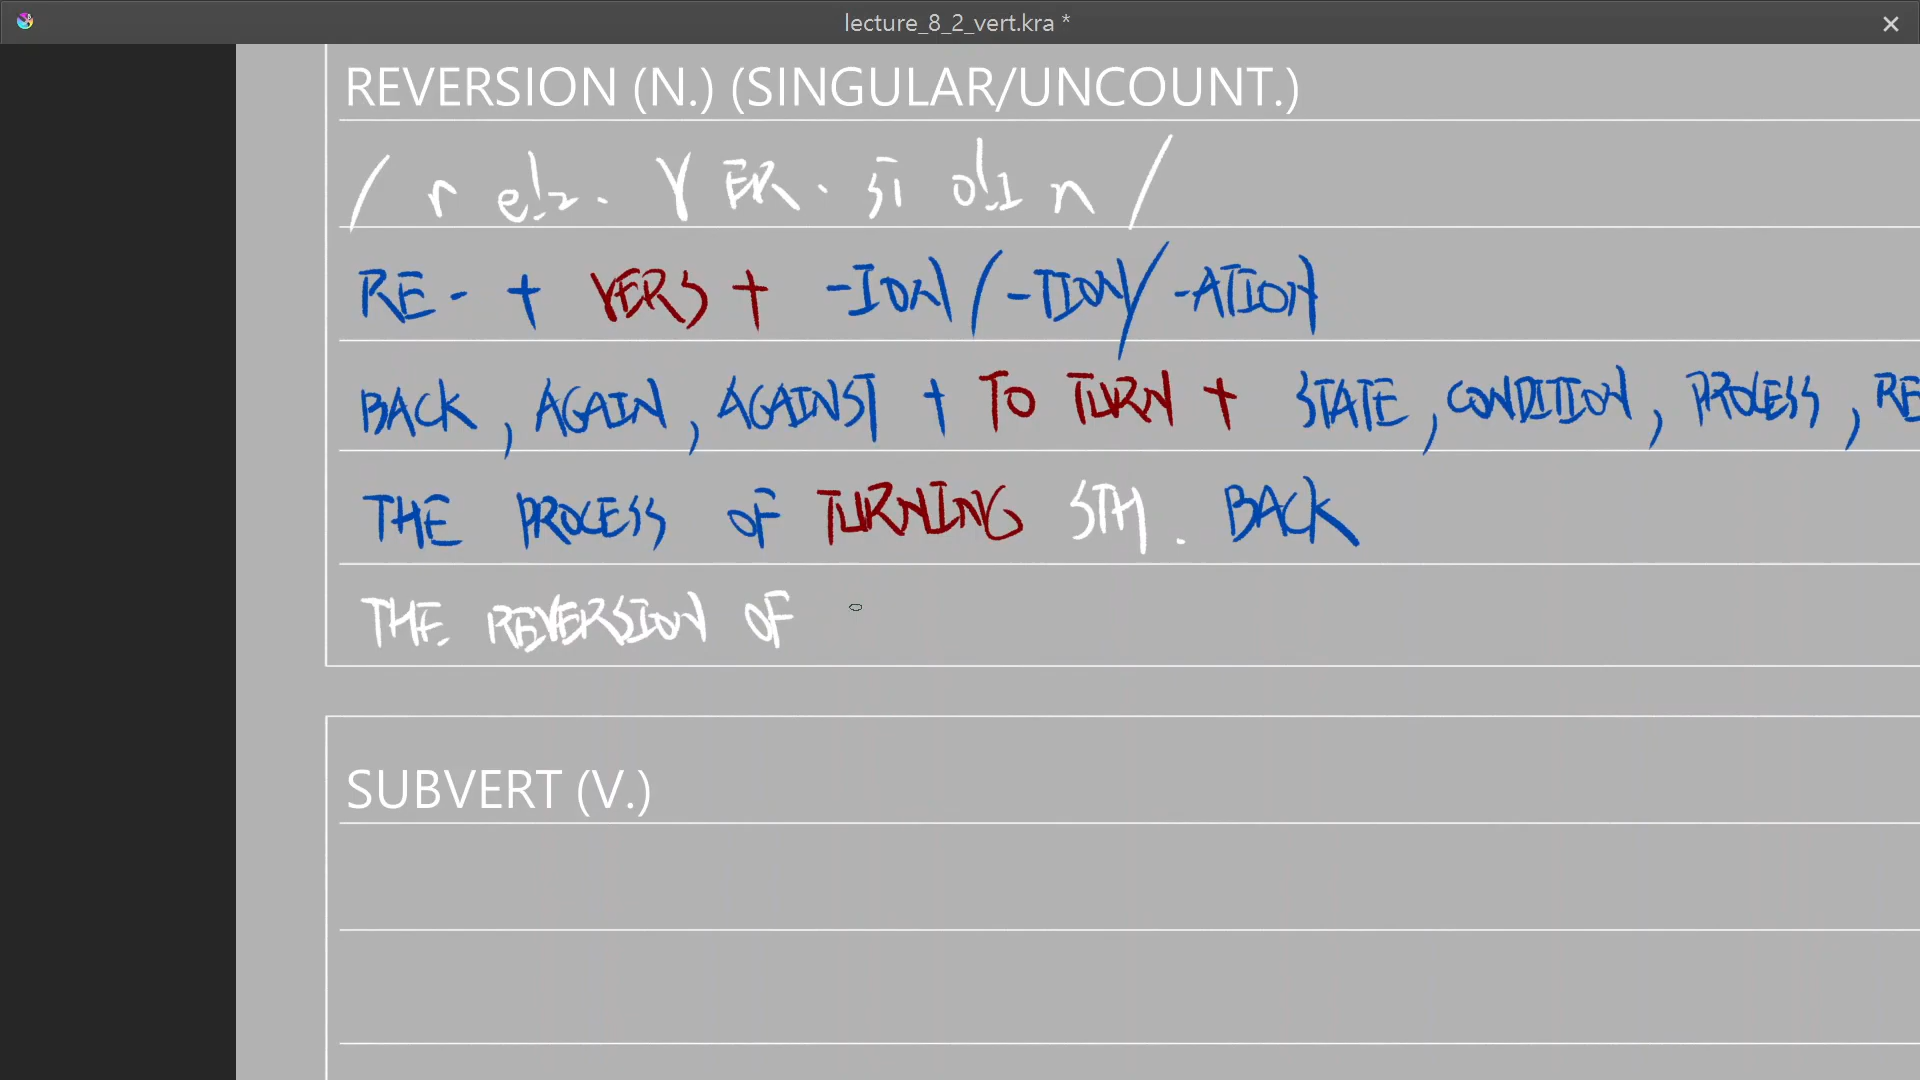 lecture_8_2_vert.kra *
REVERSION (N.) (SINGULAR/UNCOUNT.)
RE- + VERS + -ION/-TION/-ATION
BACK, AGAIN, AGAINST + TO TURN + STATE, CONDITION, PROCESS, RE
THE PROCESS OF TURNING STH. BACK
THE REVERSION OF
SUBVERT (V.)